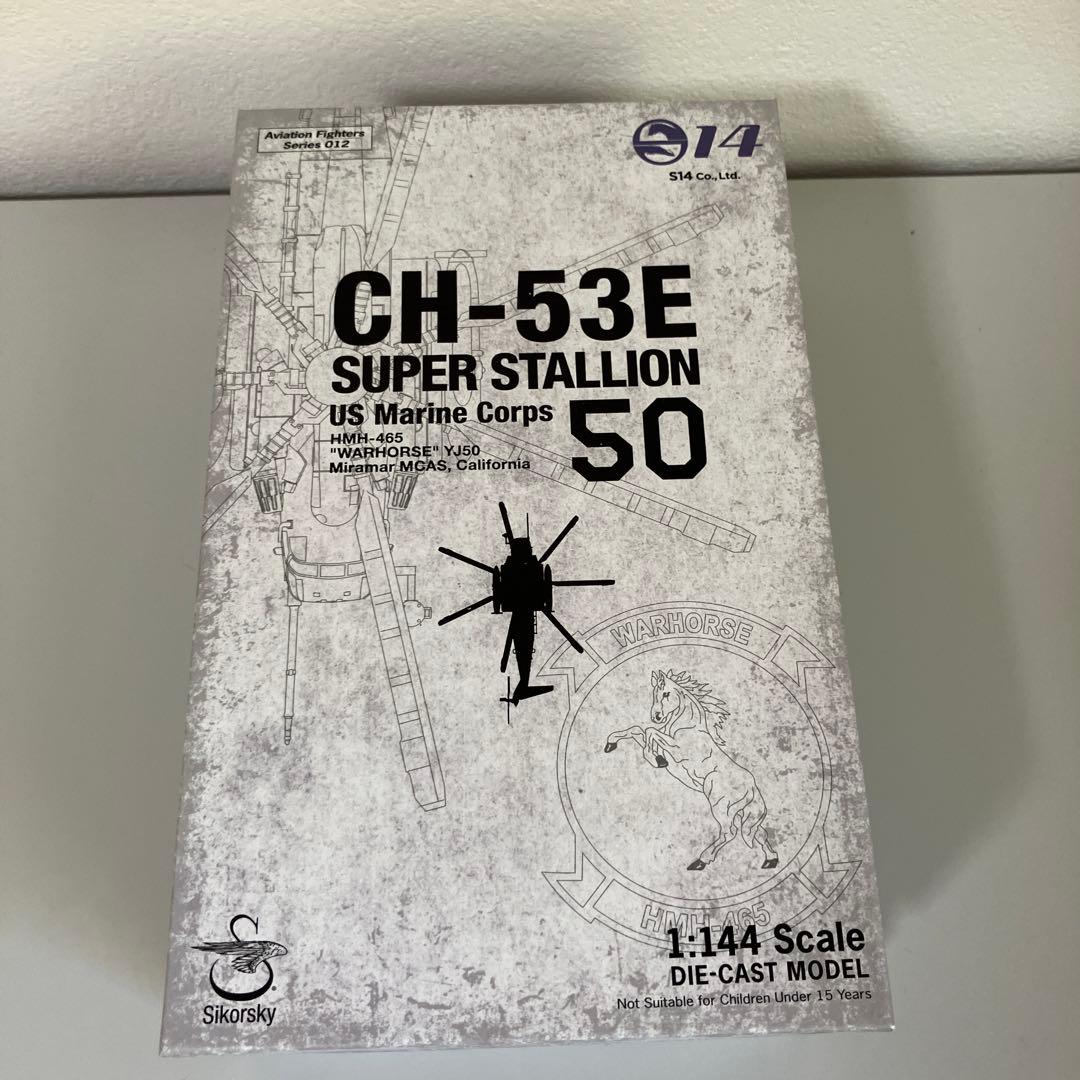 Aviation Fighters
Series 012
S14
S14 Co., Ltd.
CH-53E
SUPER STALLION
US Marine Corps
50
HMH-465
"WARHORSE" YJ50
Miramar MCAS, California
WARHORSE
HMH-465
1:144 Scale
DIE-CAST MODEL
Not Suitable for Children Under 15 Years
S
Sikorsky